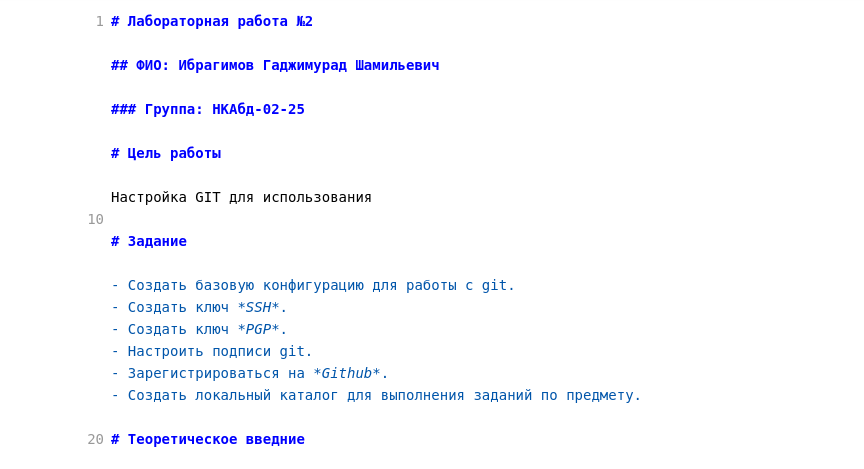 1 # Лабораторная работа №2
## ФИО: Ибрагимов Гаджимурад Шамильевич
### Группа: НКАбд-02-25
# Цель работы
Настройка GIT для использования
10
# Задание
- Создать базовую конфигурацию для работы с git.
- Создать ключ *SSH*.
- Создать ключ *PGP*.
- Настроить подписи git.
- Зарегистрироваться на *Github*.
- Создать локальный каталог для выполнения заданий по предмету.
20 # Теоретическое введние